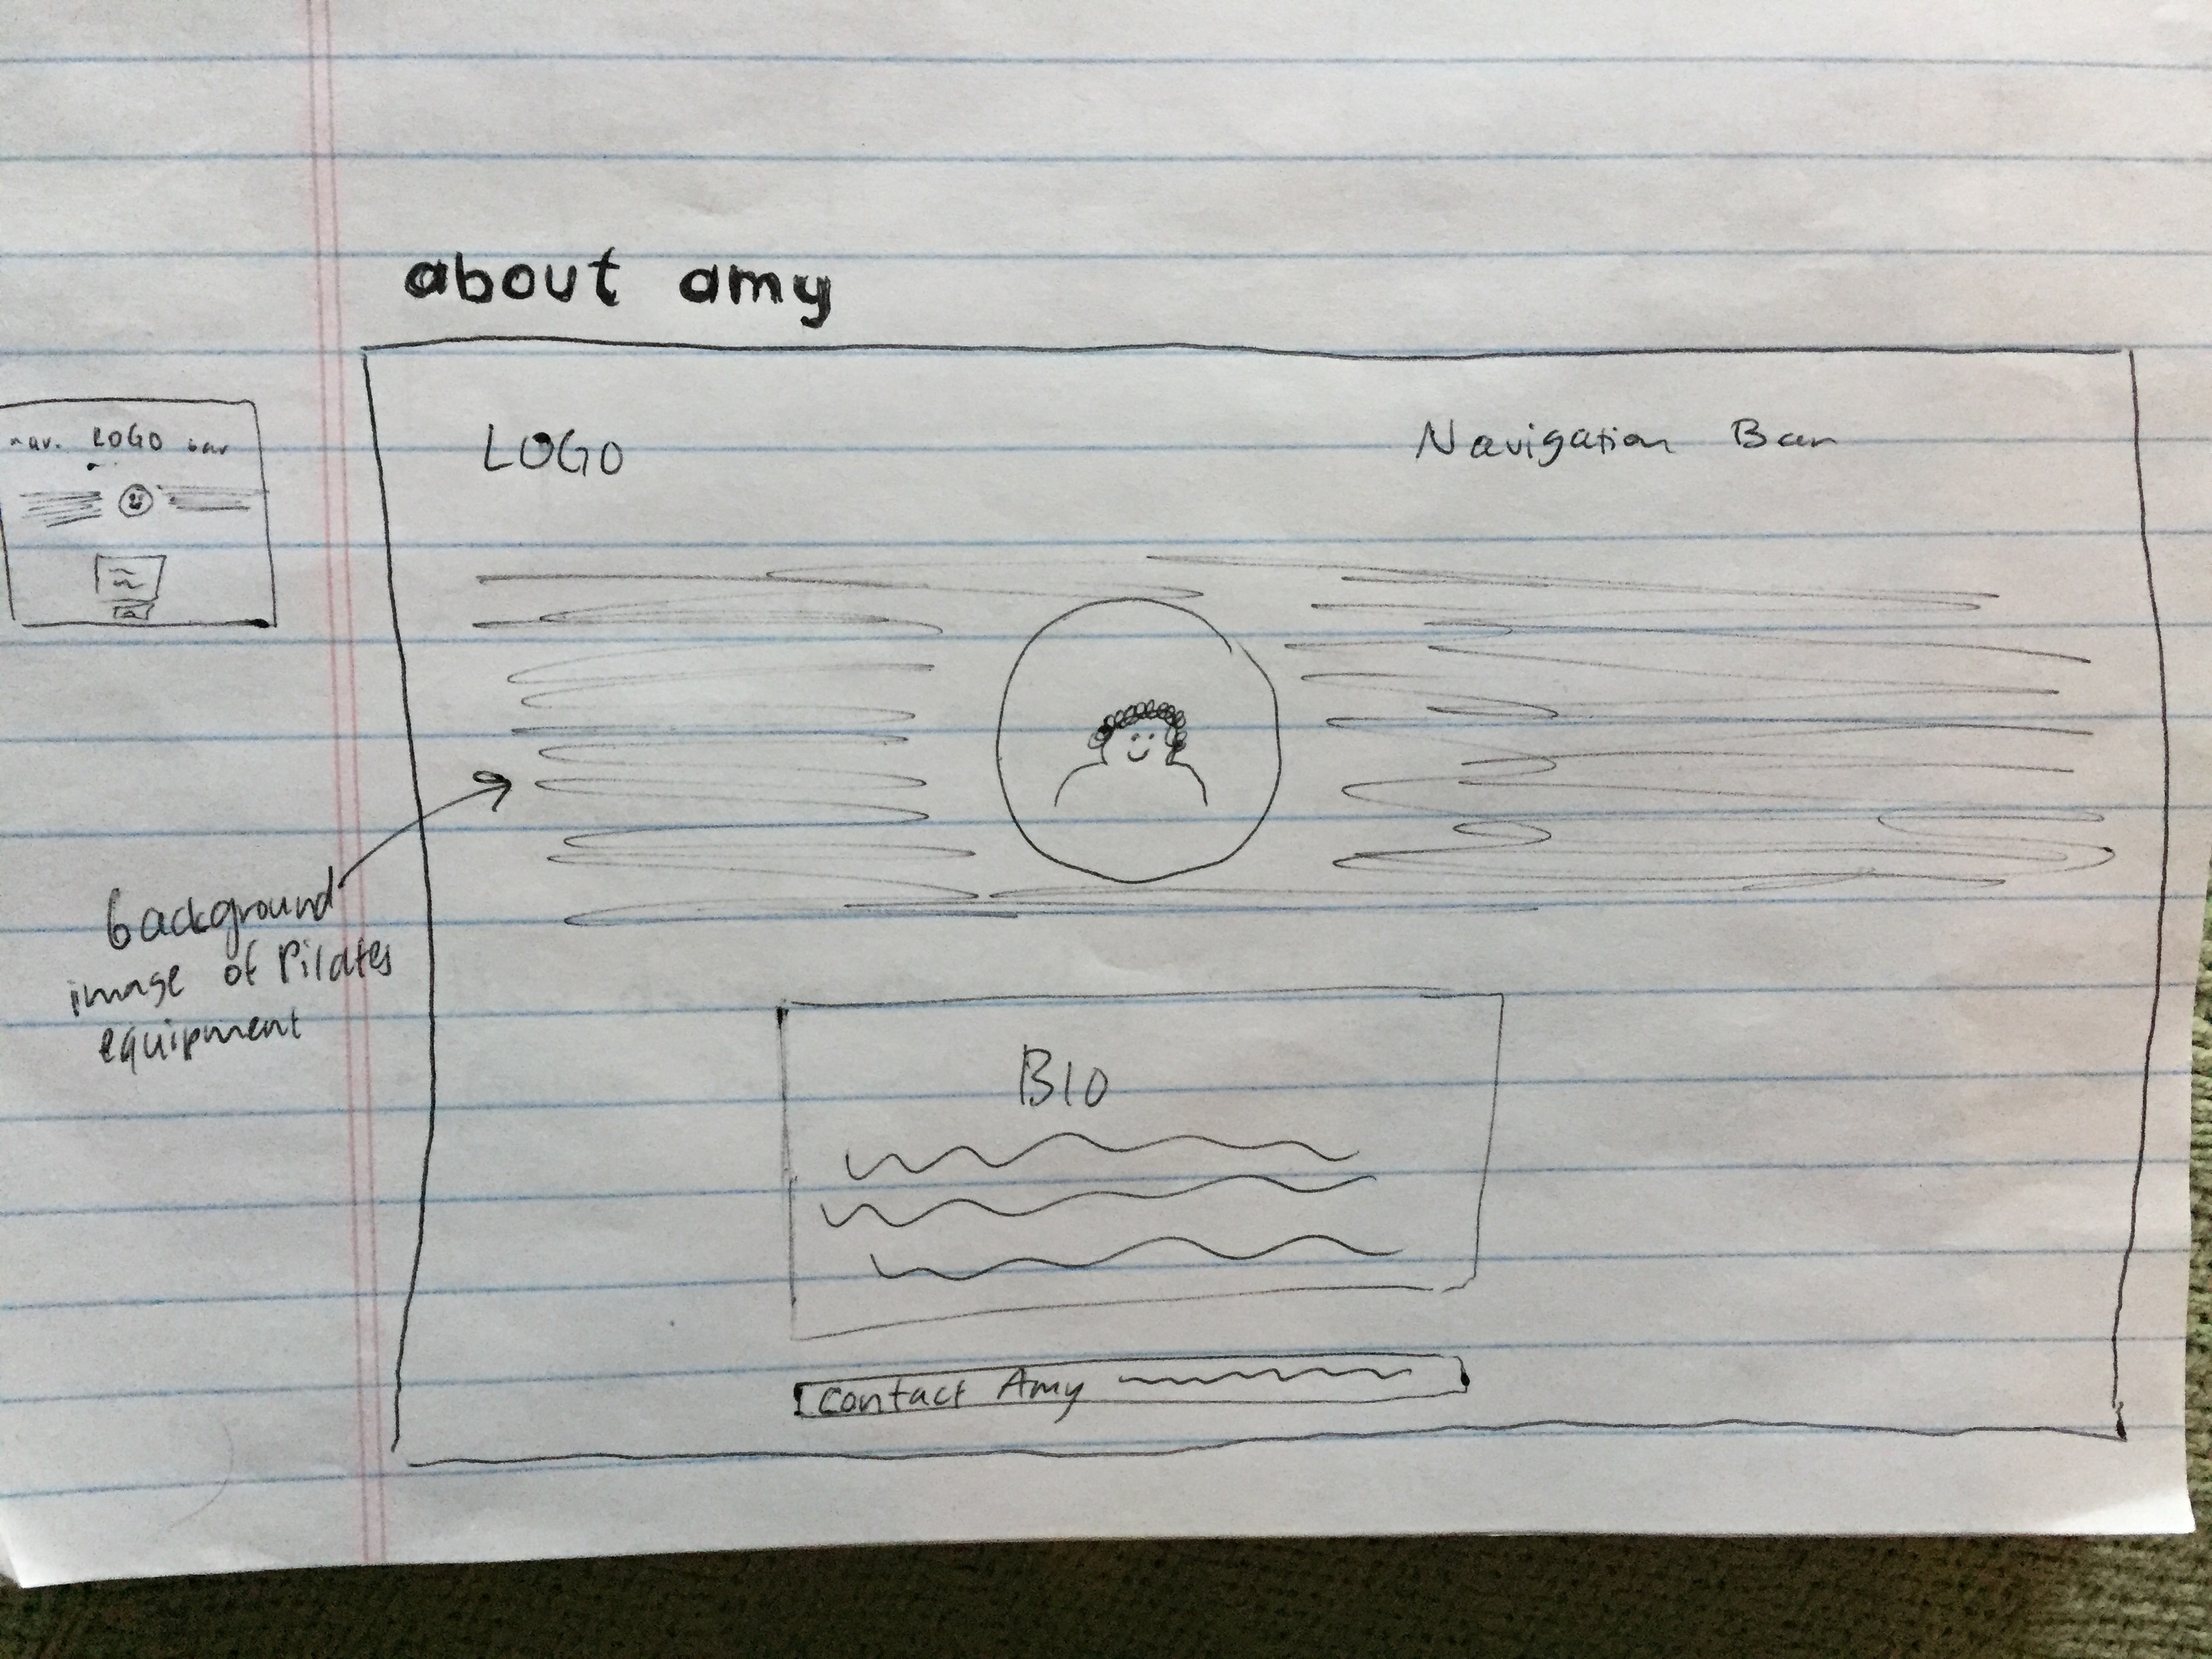 about amy
LOGO Navigation Bar
nav. LOGO bar
background
image of Pilates
equipment
BIO
Contact Amy